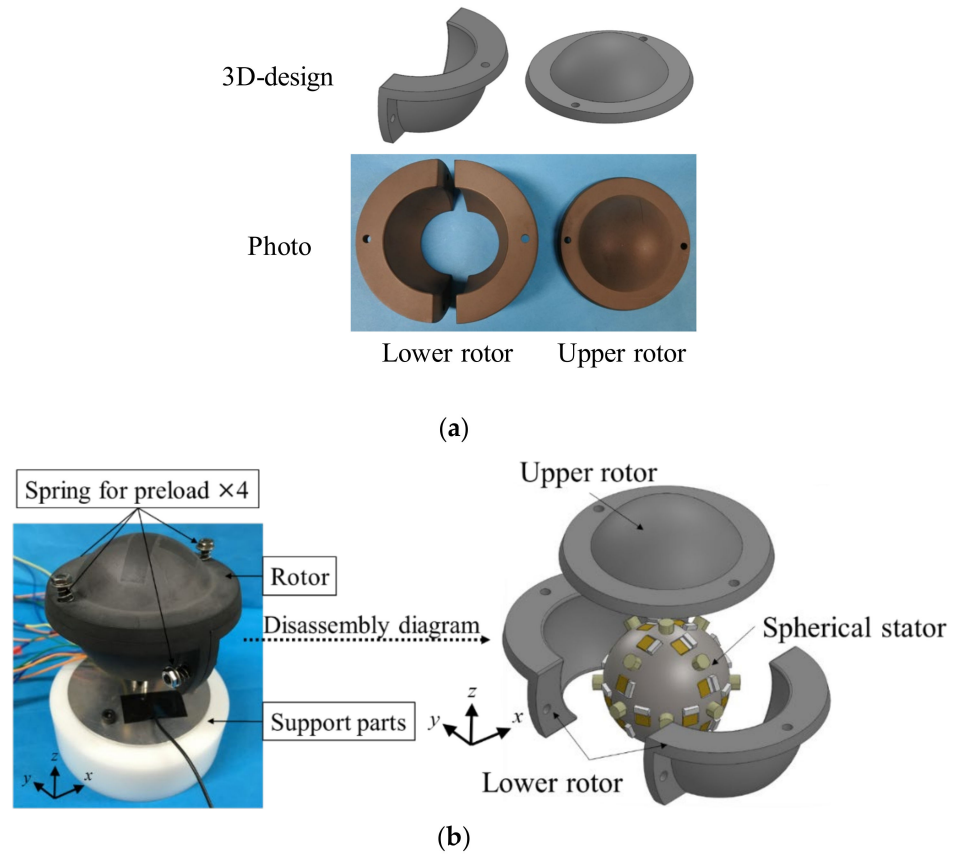 3D-design
Photo
Lower rotor
Upper rotor
(a)
Spring for preload ×4
Rotor
Support parts
z
y
x
Disassembly diagram
Upper rotor
Spherical stator
z
y
x
Lower rotor
(b)